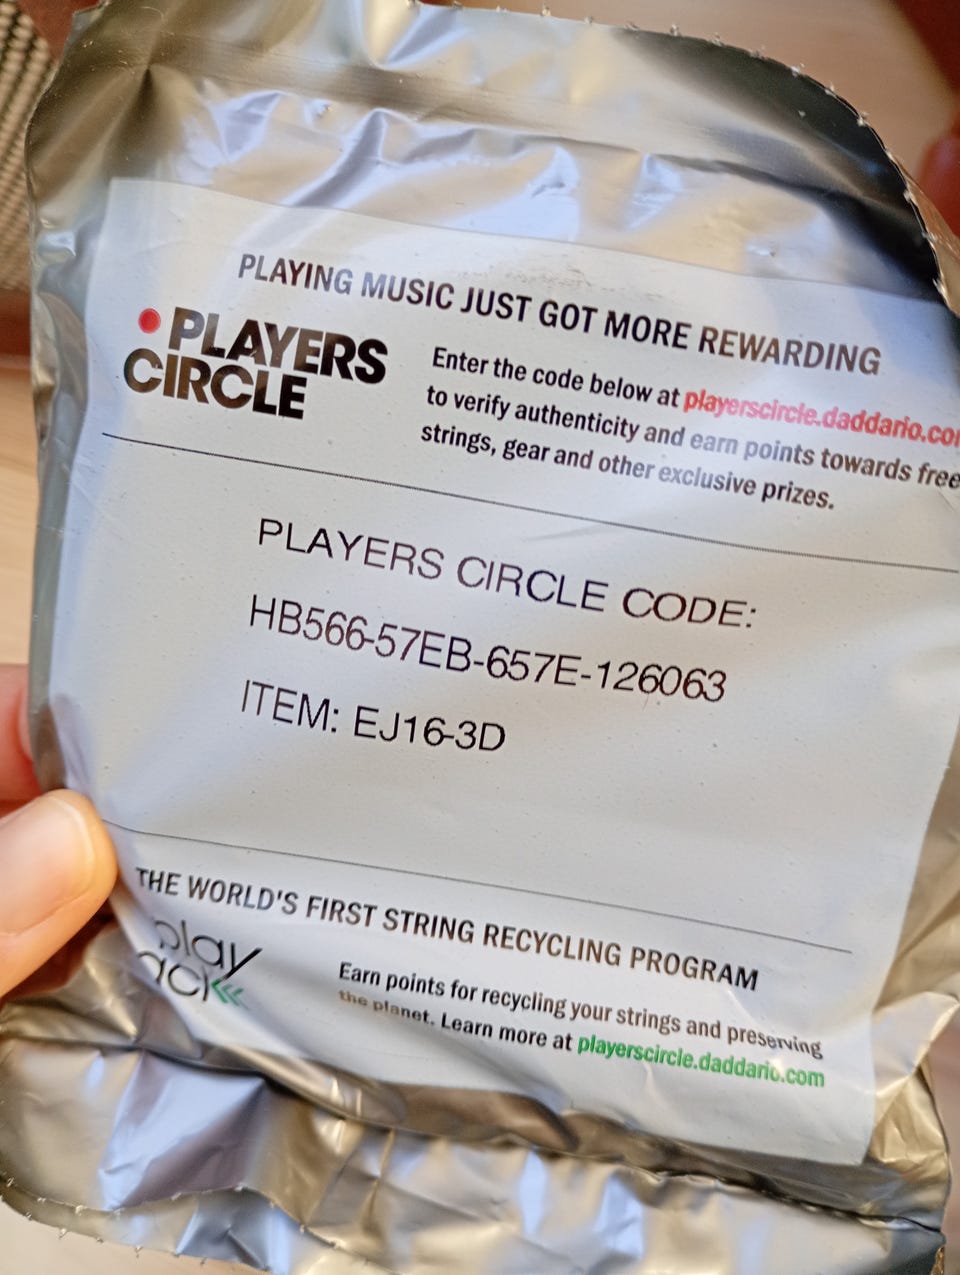 PLAYING MUSIC JUST GOT MORE REWARDING
PLAYERS
CIRCLE
Enter the code below at playerscircle.daddario.com
to verify authenticity and earn points towards free
strings, gear and other exclusive prizes.
PLAYERS CIRCLE CODE:
HB566-57EB-657E-126063
ITEM: EJ16-3D
THE WORLD'S FIRST STRING RECYCLING PROGRAM
play
Earn points for recycling your strings and preserving
the planet. Learn more at playerscircle.daddario.com